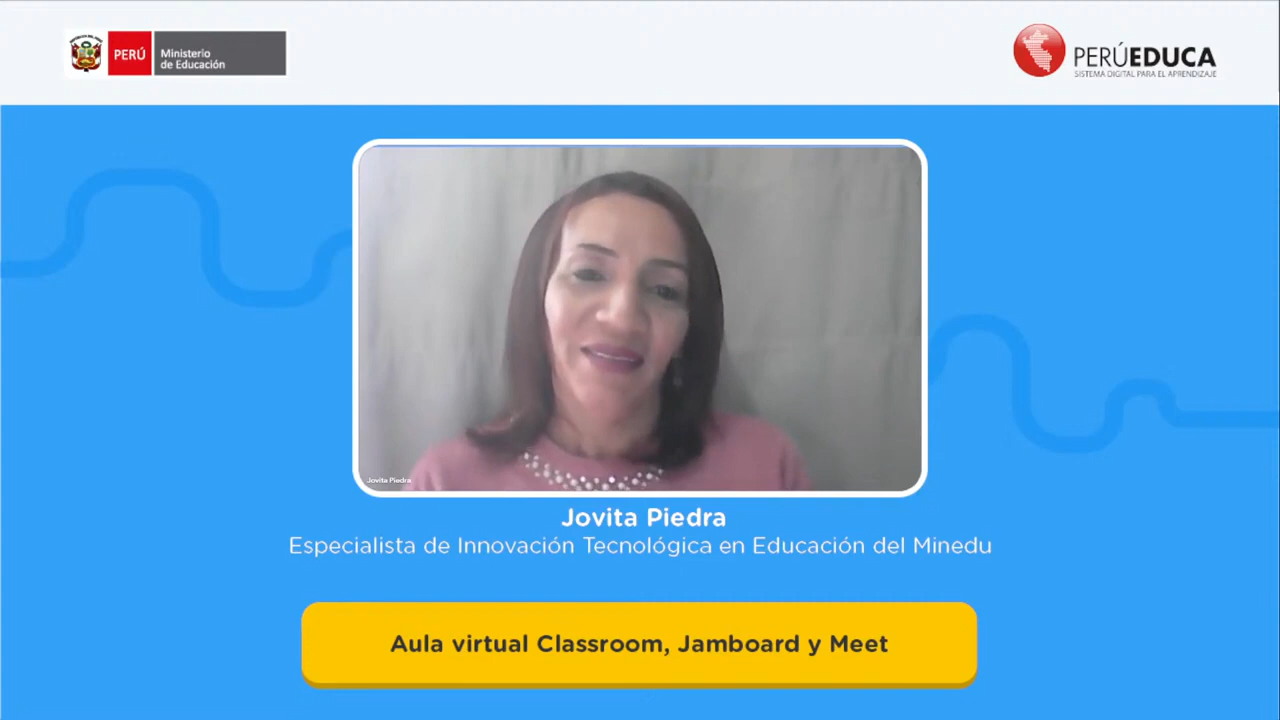 PERÚ
Ministerio
de Educación
PERÚEDUCA
SISTEMA DIGITAL PARA EL APRENDIZAJE
Jovita Piedra
Jovita Piedra
Especialista de Innovación Tecnológica en Educación del Minedu
Aula virtual Classroom, Jamboard y Meet